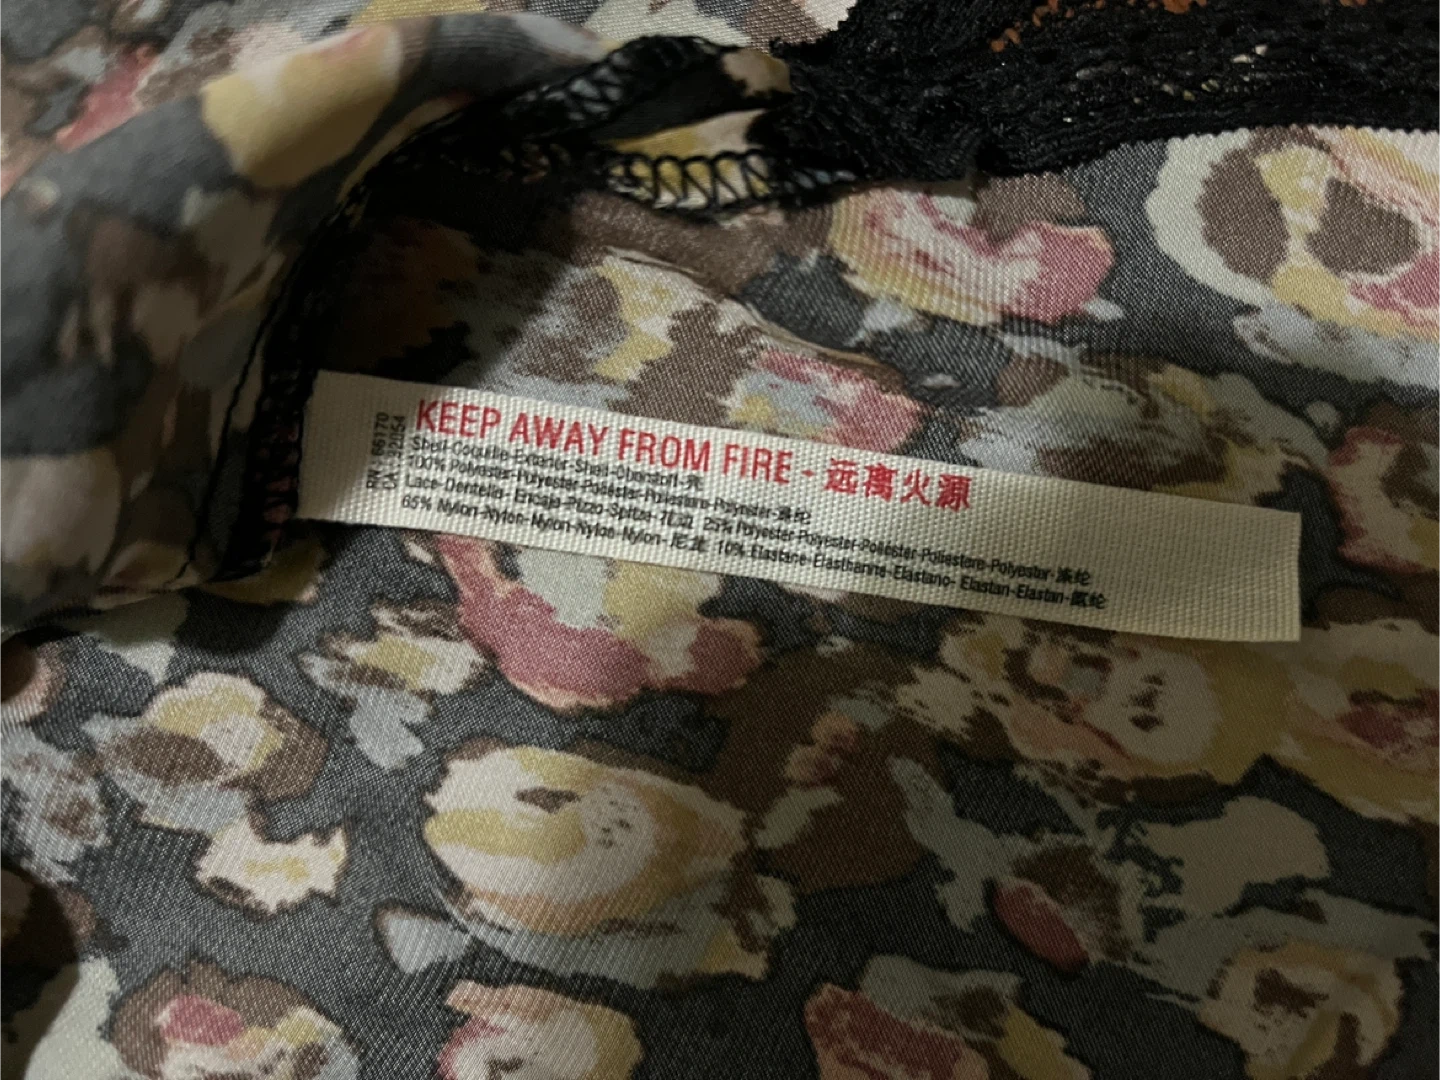 RN : 66170
CA : 32054
KEEP AWAY FROM FIRE - 远离火源
Shell-Coquille-Exterior-Shell-Oberstoff-壳
100% Polyester-Polyester-Poliéster-Poliestere-Polyester-涤纶
Lace-Dentelle- Encaje-Pizzo-Spitze-花边 25% Polyester-Polyester-Poliéster-Poliestere-Polyester-涤纶
65% Nylon-Nylon-Nylon-Nylon-Nylon-尼龙 10% Elastane-Elasthanne-Elastano- Elastan-Elastan-氨纶